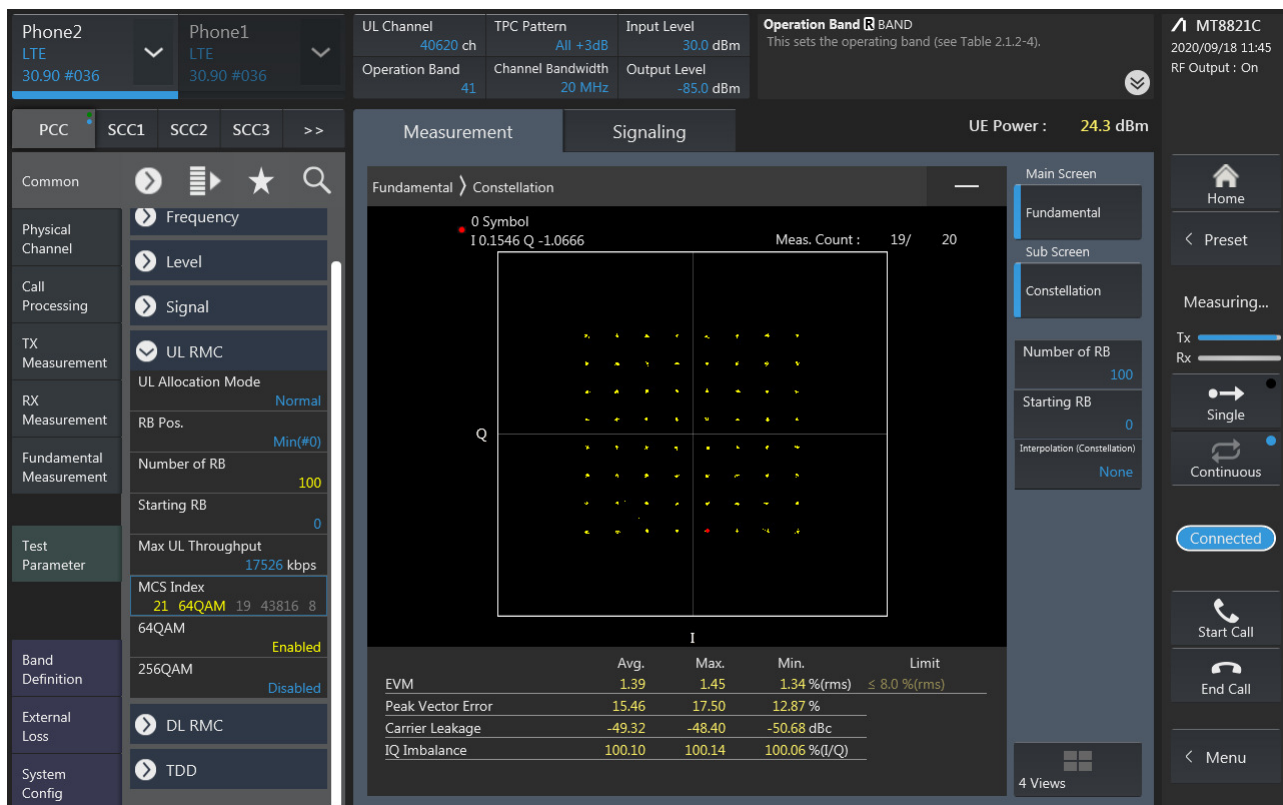 Phone2
LTE
30.90 #036
Phone1
LTE
30.90 #036
UL Channel
40620 ch
TPC Pattern
All +3dB
Input Level
30.0 dBm
Operation Band
41
Channel Bandwidth
20 MHz
Output Level
-85.0 dBm
Operation Band R BAND
This sets the operating band (see Table 2.1.2-4).
MT8821C
2020/09/18 11:45
RF Output : On
PCC SCC1 SCC2 SCC3 >>
Measurement
Signaling
UE Power : 24.3 dBm
Common
Physical
Channel
Call
Processing
TX
Measurement
RX
Measurement
Fundamental
Measurement
Test
Parameter
Band
Definition
External
Loss
System
Config
Frequency
Level
Signal
UL RMC
UL Allocation Mode
Normal
RB Pos.
Min(#0)
Number of RB
100
Starting RB
0
Max UL Throughput
17526 kbps
MCS Index
21 64QAM 19 43816 8
64QAM
Enabled
256QAM
Disabled
DL RMC
TDD
Fundamental ⟩ Constellation
0 Symbol
I 0.1546 Q -1.0666
Meas. Count : 19/ 20
Q
I
Avg. Max. Min. Limit
EVM 1.39 1.45 1.34 %(rms) ≤ 8.0 %(rms)
Peak Vector Error 15.46 17.50 12.87 %
Carrier Leakage -49.32 -48.40 -50.68 dBc
IQ Imbalance 100.10 100.14 100.06 %(I/Q)
Main Screen
Fundamental
Sub Screen
Constellation
Number of RB
100
Starting RB
0
Interpolation (Constellation)
None
4 Views
Home
< Preset
Measuring...
Tx
Rx
Single
Continuous
Connected
Start Call
End Call
< Menu